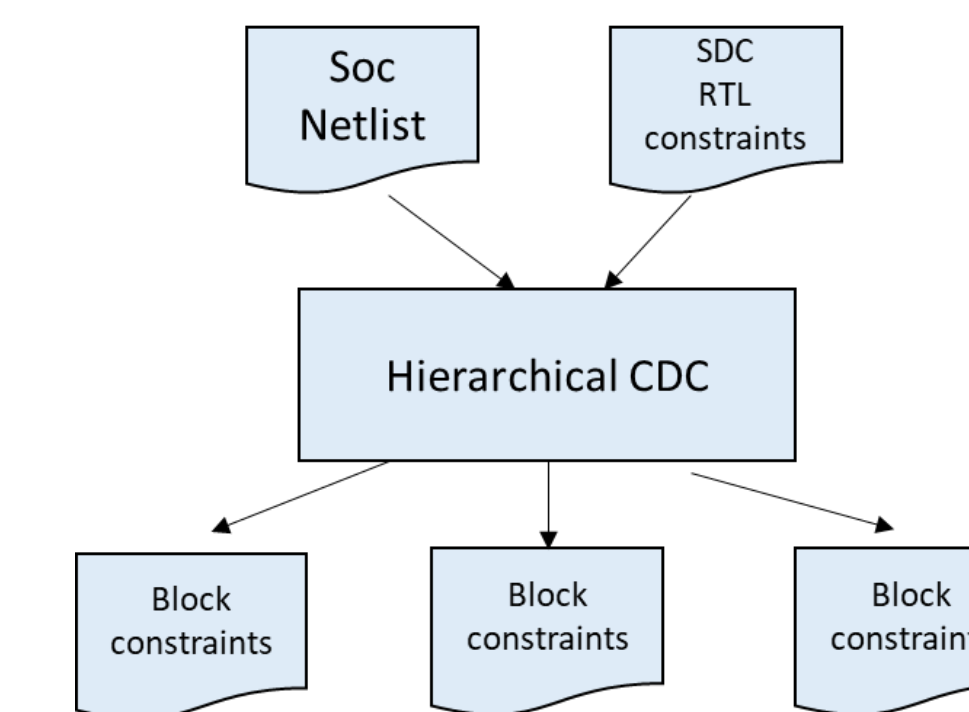 Soc
Netlist
SDC
RTL
constraints
Hierarchical CDC
Block
constraints
Block
constraints
Block